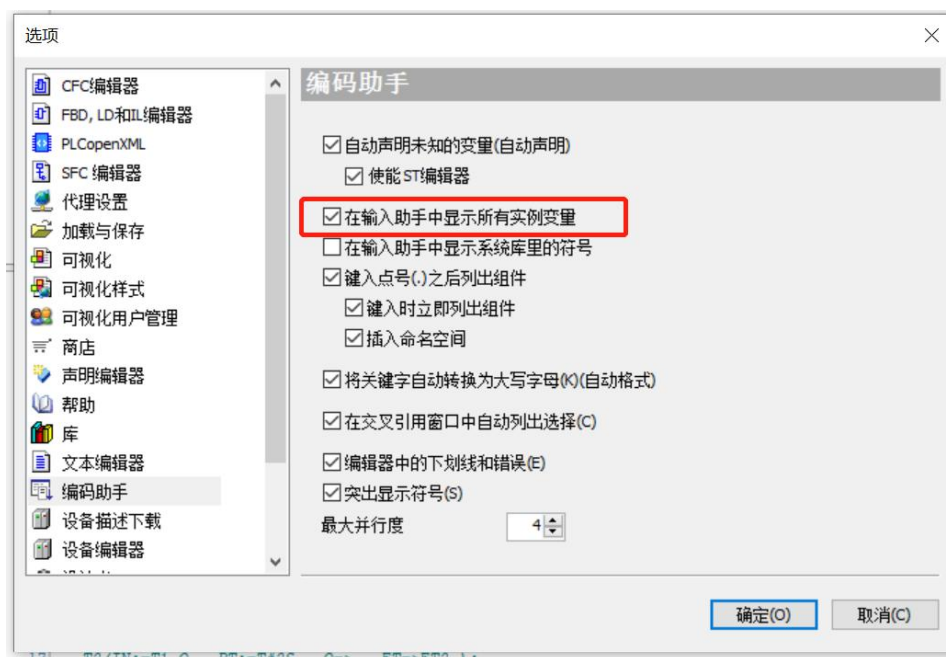 选项
CFC编辑器
FBD, LD和IL编辑器
PLCopenXML
SFC 编辑器
代理设置
加载与保存
可视化
可视化样式
可视化用户管理
商店
声明编辑器
帮助
库
文本编辑器
编码助手
设备描述下载
设备编辑器
编码助手
自动声明未知的变量(自动声明)
使能ST编辑器
在输入助手中显示所有实例变量
在输入助手中显示系统库里的符号
键入点号(.)之后列出组件
键入时立即列出组件
插入命名空间
将关键字自动转换为大写字母(K)(自动格式)
在交叉引用窗口中自动列出选择(C)
编辑器中的下划线和错误(E)
突出显示符号(S)
最大并行度 4
确定(O) 取消(C)